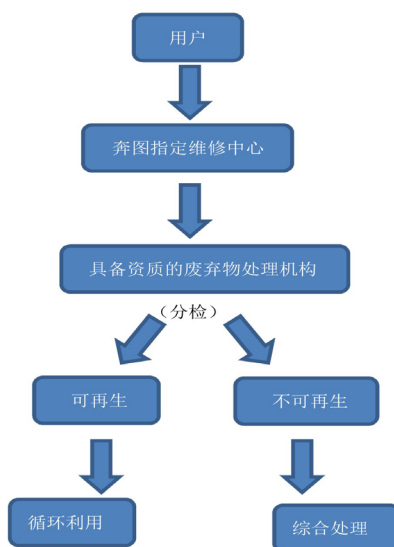 用户
奔图指定维修中心
具备资质的废弃物处理机构
（分检）
可再生
不可再生
循环利用
综合处理